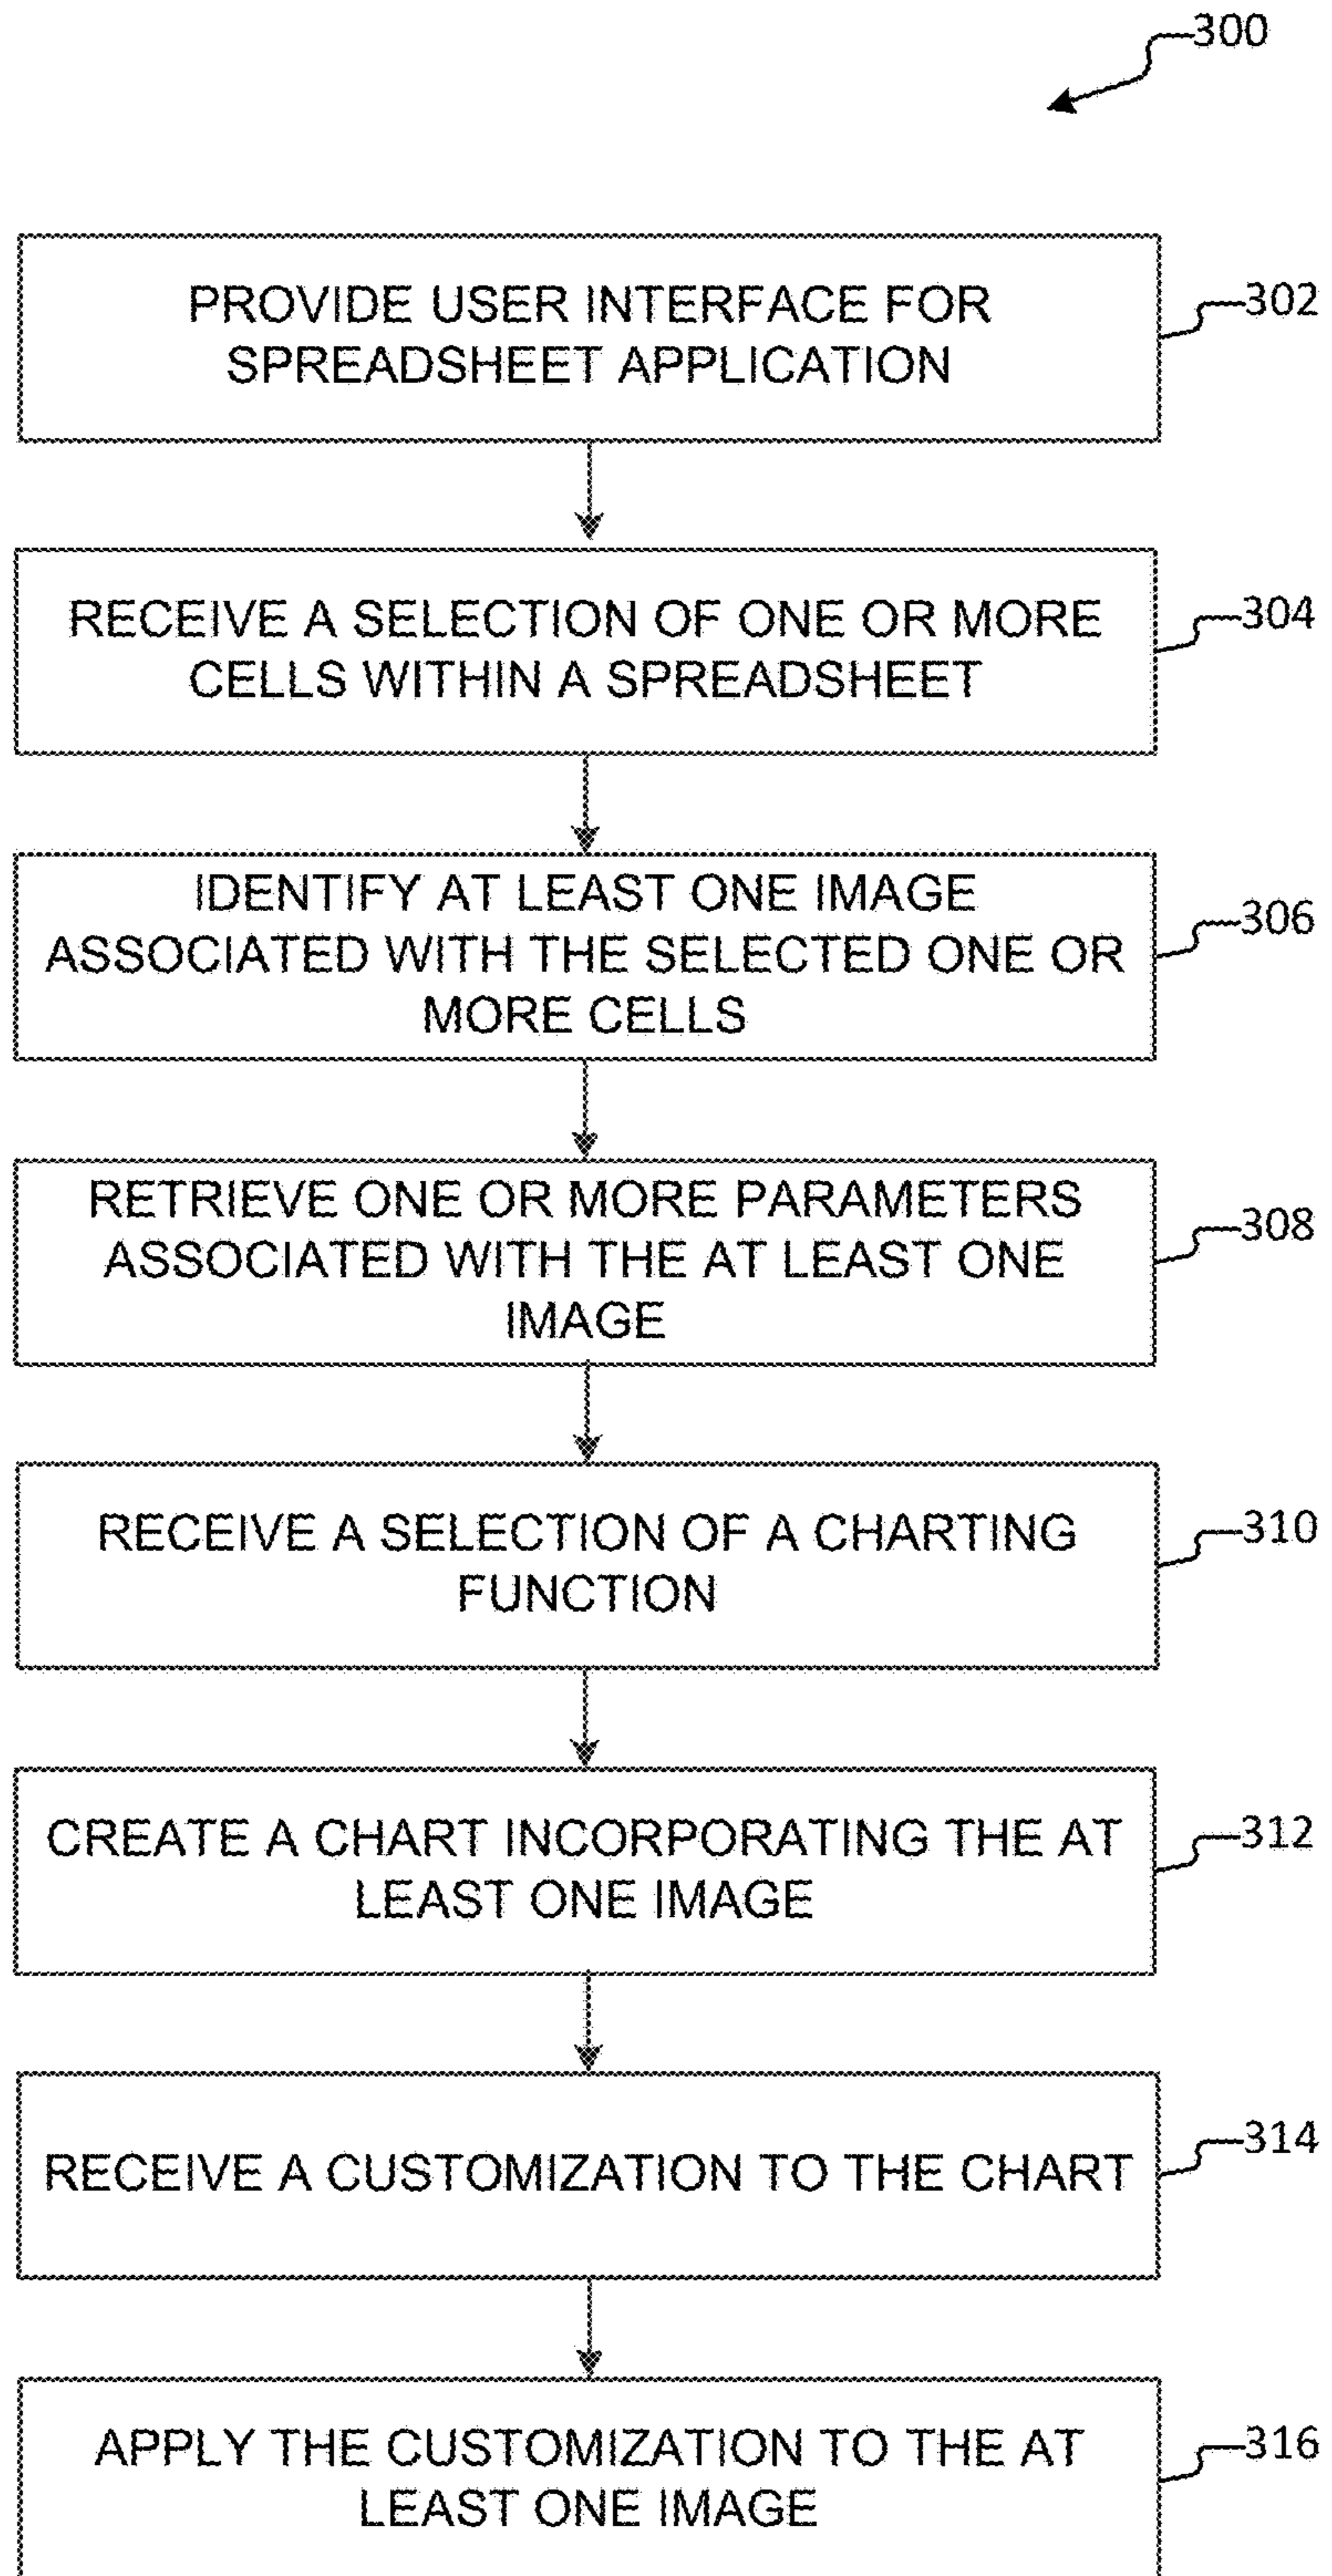 300
PROVIDE USER INTERFACE FOR
SPREADSHEET APPLICATION
302
RECEIVE A SELECTION OF ONE OR MORE
CELLS WITHIN A SPREADSHEET
304
IDENTIFY AT LEAST ONE IMAGE
ASSOCIATED WITH THE SELECTED ONE OR
MORE CELLS
306
RETRIEVE ONE OR MORE PARAMETERS
ASSOCIATED WITH THE AT LEAST ONE
IMAGE
308
RECEIVE A SELECTION OF A CHARTING
FUNCTION
310
CREATE A CHART INCORPORATING THE AT
LEAST ONE IMAGE
312
RECEIVE A CUSTOMIZATION TO THE CHART
314
APPLY THE CUSTOMIZATION TO THE AT
LEAST ONE IMAGE
316